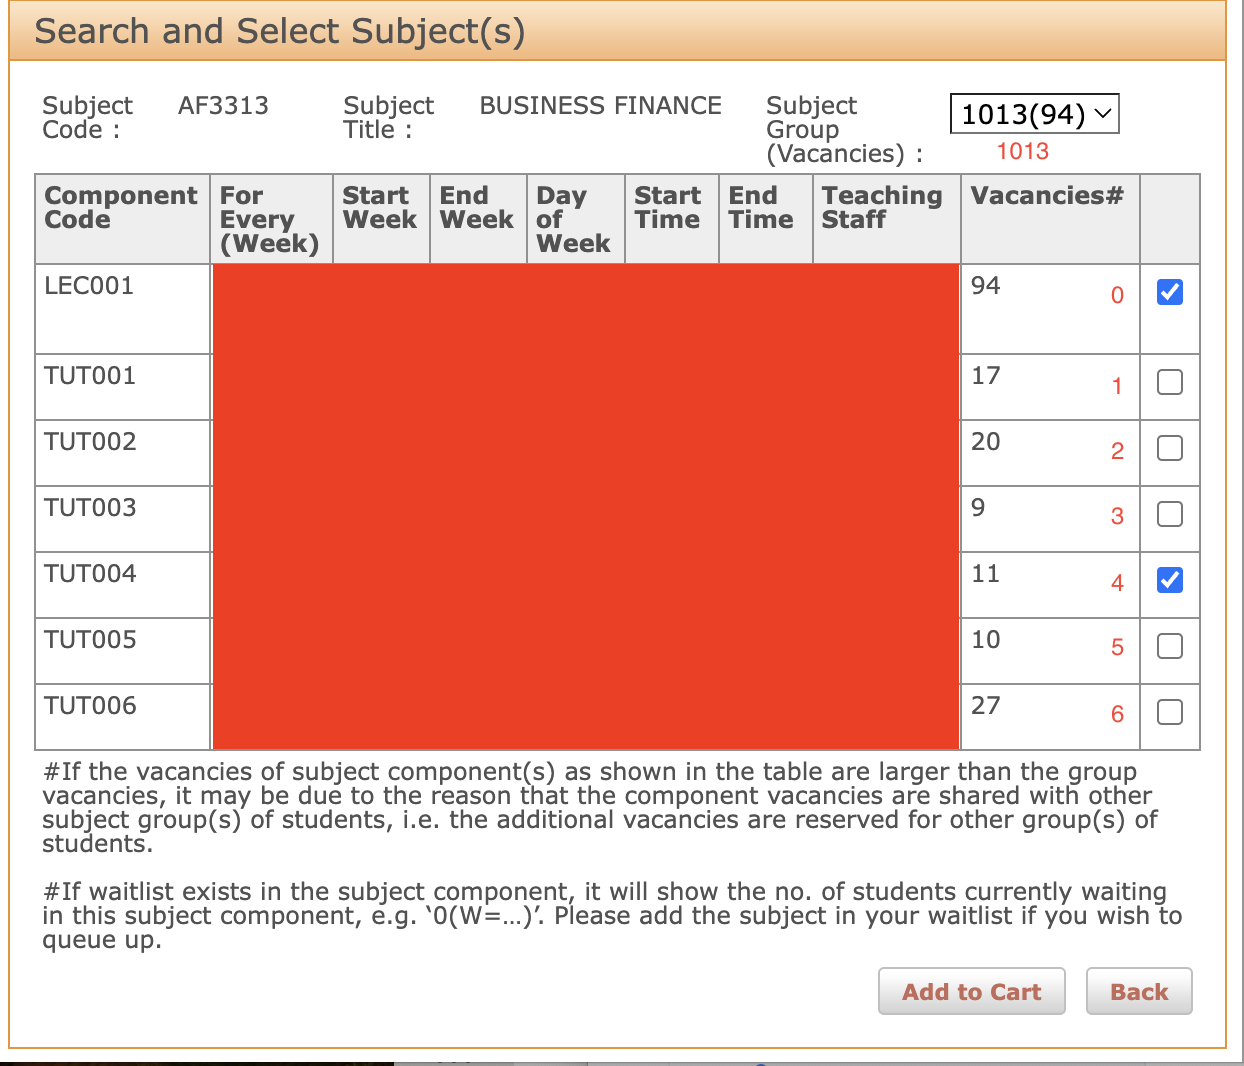 Search and Select Subject(s)
Subject Code : AF3313 Subject Title : BUSINESS FINANCE Subject Group (Vacancies) : 1013(94)
1013
Component Code For Every (Week) Start Week End Week Day of Week Start Time End Time Teaching Staff Vacancies#
LEC001 94 0
TUT001 17 1
TUT002 20 2
TUT003 9 3
TUT004 11 4
TUT005 10 5
TUT006 27 6
#If the vacancies of subject component(s) as shown in the table are larger than the group
vacancies, it may be due to the reason that the component vacancies are shared with other
subject group(s) of students, i.e. the additional vacancies are reserved for other group(s) of
students.
#If waitlist exists in the subject component, it will show the no. of students currently waiting
in this subject component, e.g. ‘0(W=...)’. Please add the subject in your waitlist if you wish to
queue up.
Add to Cart Back